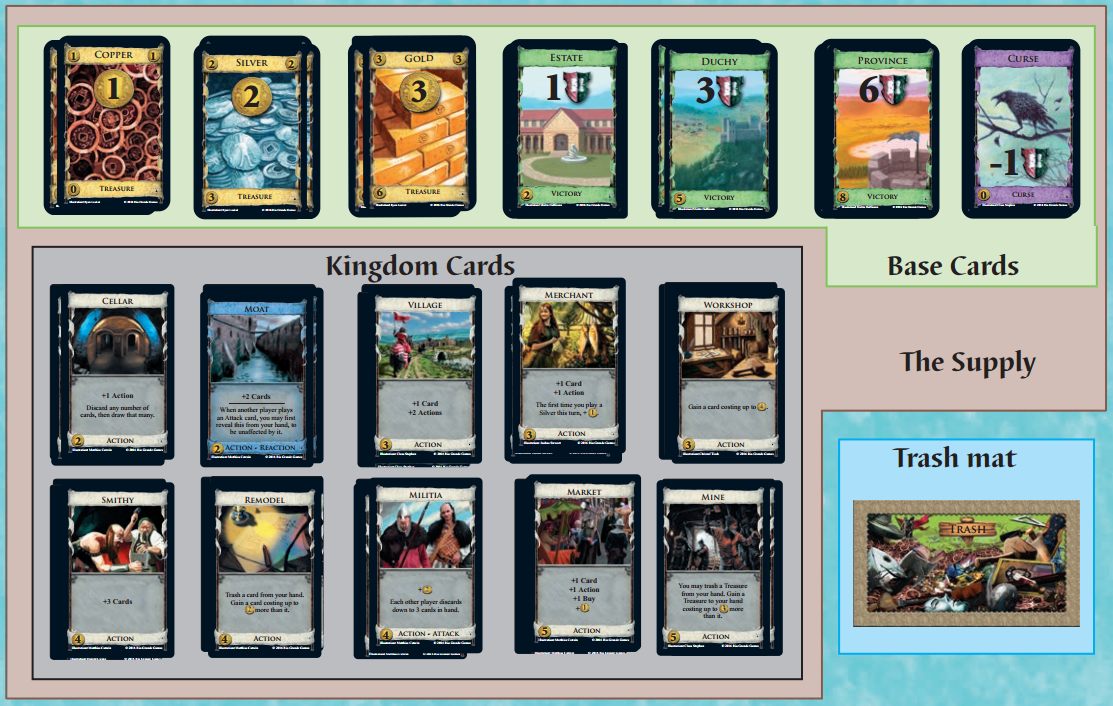 1 COPPER 1
1
0 TREASURE
2 SILVER 2
2
3 TREASURE
3 GOLD 3
3
6 TREASURE
ESTATE
1
2 VICTORY
DUCHY
3
5 VICTORY
PROVINCE
6
8 VICTORY
CURSE
-1
0 CURSE
Base Cards
Kingdom Cards
CELLAR
+1 Action
Discard any number of
cards, then draw that many.
2 ACTION
MOAT
+2 Cards
When another player plays
an Attack card, you may first
reveal this from your hand, to
be unaffected by it.
2 ACTION - REACTION
VILLAGE
+1 Card
+2 Actions
3 ACTION
MERCHANT
+1 Card
+1 Action
The first time you play a
Silver this turn, + 1.
3 ACTION
WORKSHOP
Gain a card costing up to 4.
3 ACTION
SMITHY
+3 Cards
4 ACTION
REMODEL
Trash a card from your hand.
Gain a card costing up to
2 more than it.
4 ACTION
MILITIA
+2
Each other player discards
down to 3 cards in hand.
4 ACTION - ATTACK
MARKET
+1 Card
+1 Action
+1 Buy
+1
5 ACTION
MINE
You may trash a Treasure
from your hand. Gain a
Treasure to your hand
costing up to 3 more
than it.
5 ACTION
The Supply
Trash mat
TRASH